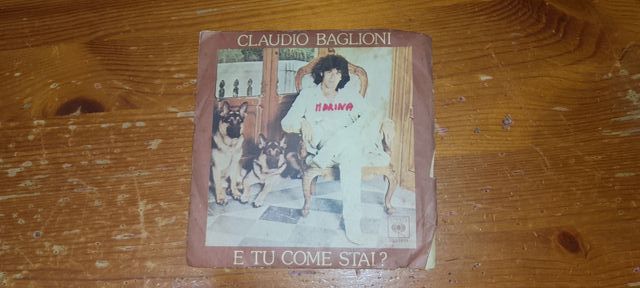 CLAUDIO BAGLIONI
MARINA
E TU COME STAI?